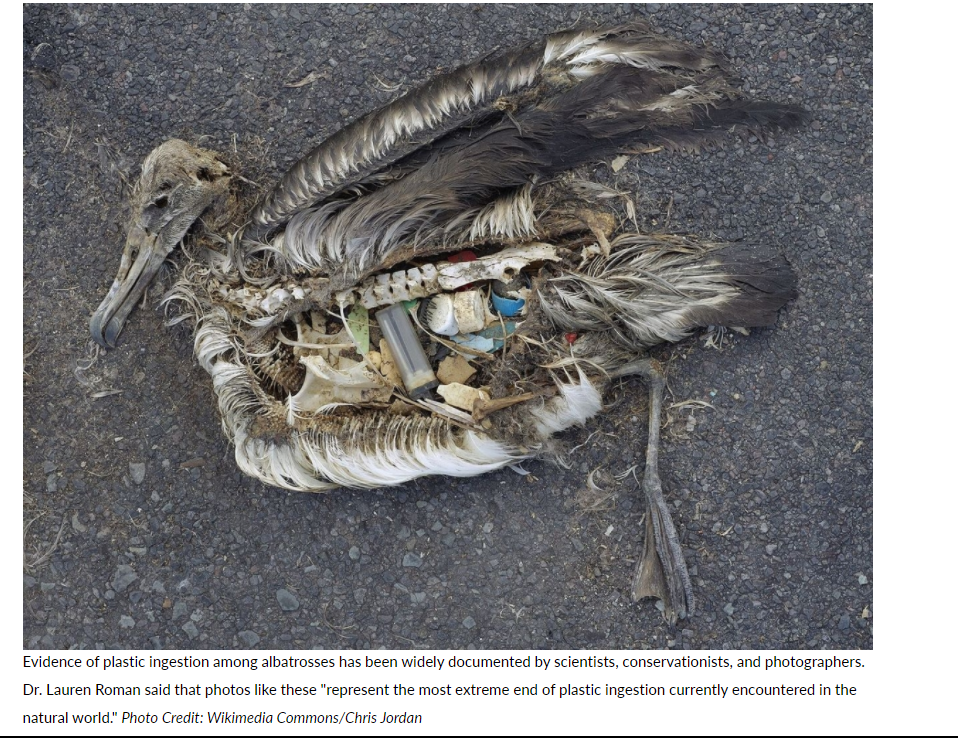 Evidence of plastic ingestion among albatrosses has been widely documented by scientists, conservationists, and photographers.
Dr. Lauren Roman said that photos like these "represent the most extreme end of plastic ingestion currently encountered in the
natural world." Photo Credit: Wikimedia Commons/Chris Jordan